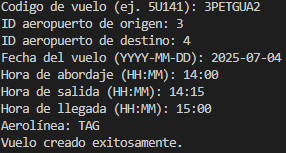 Codigo de vuelo (ej. 5U141): 3PETGUA2
ID aeropuerto de origen: 3
ID aeropuerto de destino: 4
Fecha del vuelo (YYYY-MM-DD): 2025-07-04
Hora de abordaje (HH:MM): 14:00
Hora de salida (HH:MM): 14:15
Hora de llegada (HH:MM): 15:00
Aerolínea: TAG
Vuelo creado exitosamente.